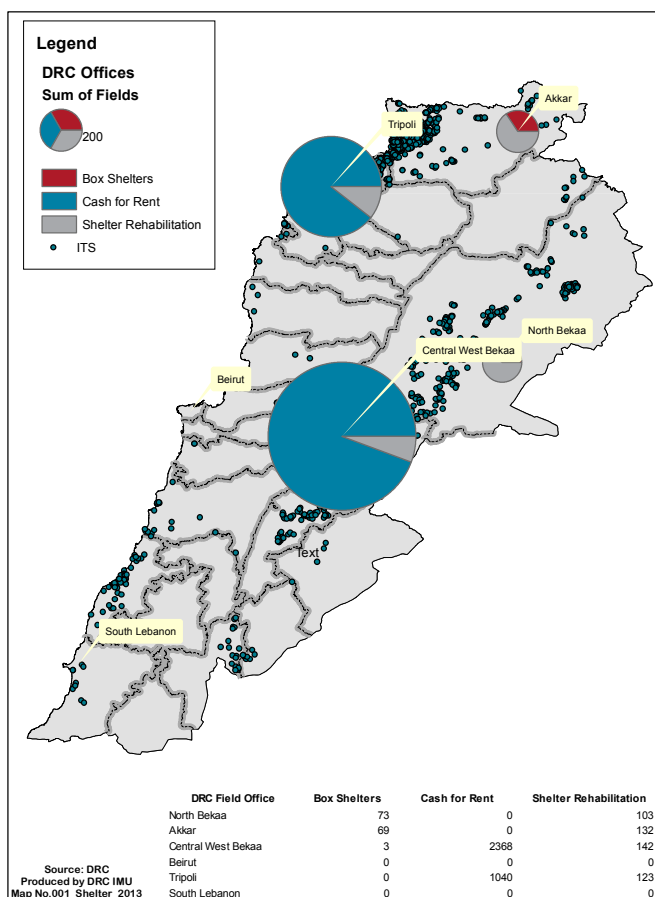 Legend
DRC Offices
Sum of Fields
200
Box Shelters
Cash for Rent
Shelter Rehabilitation
ITS
Akkar
Tripoli
North Bekaa
Central West Bekaa
Beirut
Text
South Lebanon
DRC Field Office Box Shelters Cash for Rent Shelter Rehabilitation
North Bekaa 73 0 103
Akkar 69 0 132
Central West Bekaa 3 2368 142
Beirut 0 0 0
Tripoli 0 1040 123
South Lebanon 0 0 0
Source: DRC
Produced by DRC IMU
Map No.001_Shelter_2013